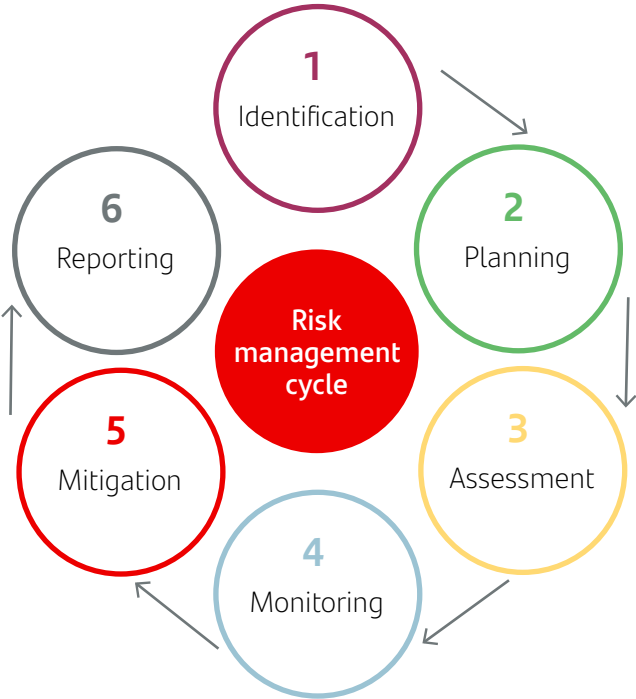 1
Identification
2
Planning
3
Assessment
4
Monitoring
5
Mitigation
6
Reporting
Risk
management
cycle